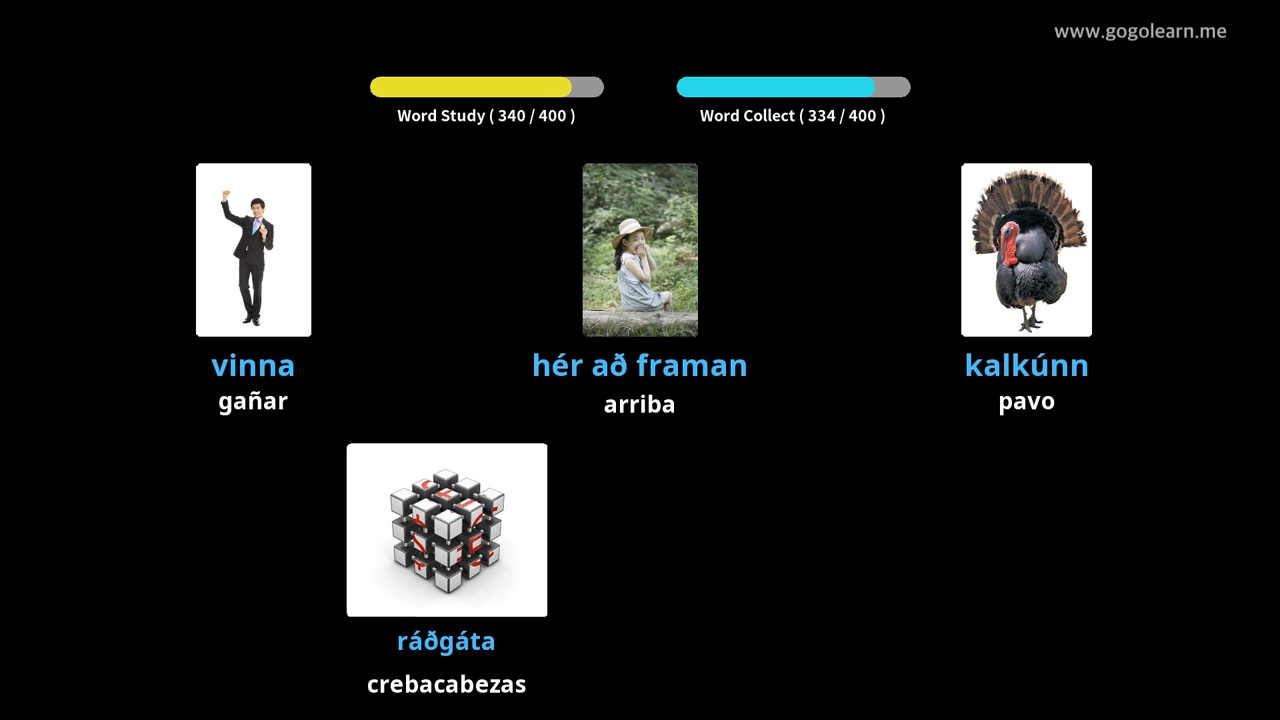 www.gogolearn.me
Word Study ( 340 / 400 )
Word Collect ( 334 / 400 )
vinna
gañar
hér að framan
arriba
kalkúnn
pavo
ráðgáta
crebacabezas